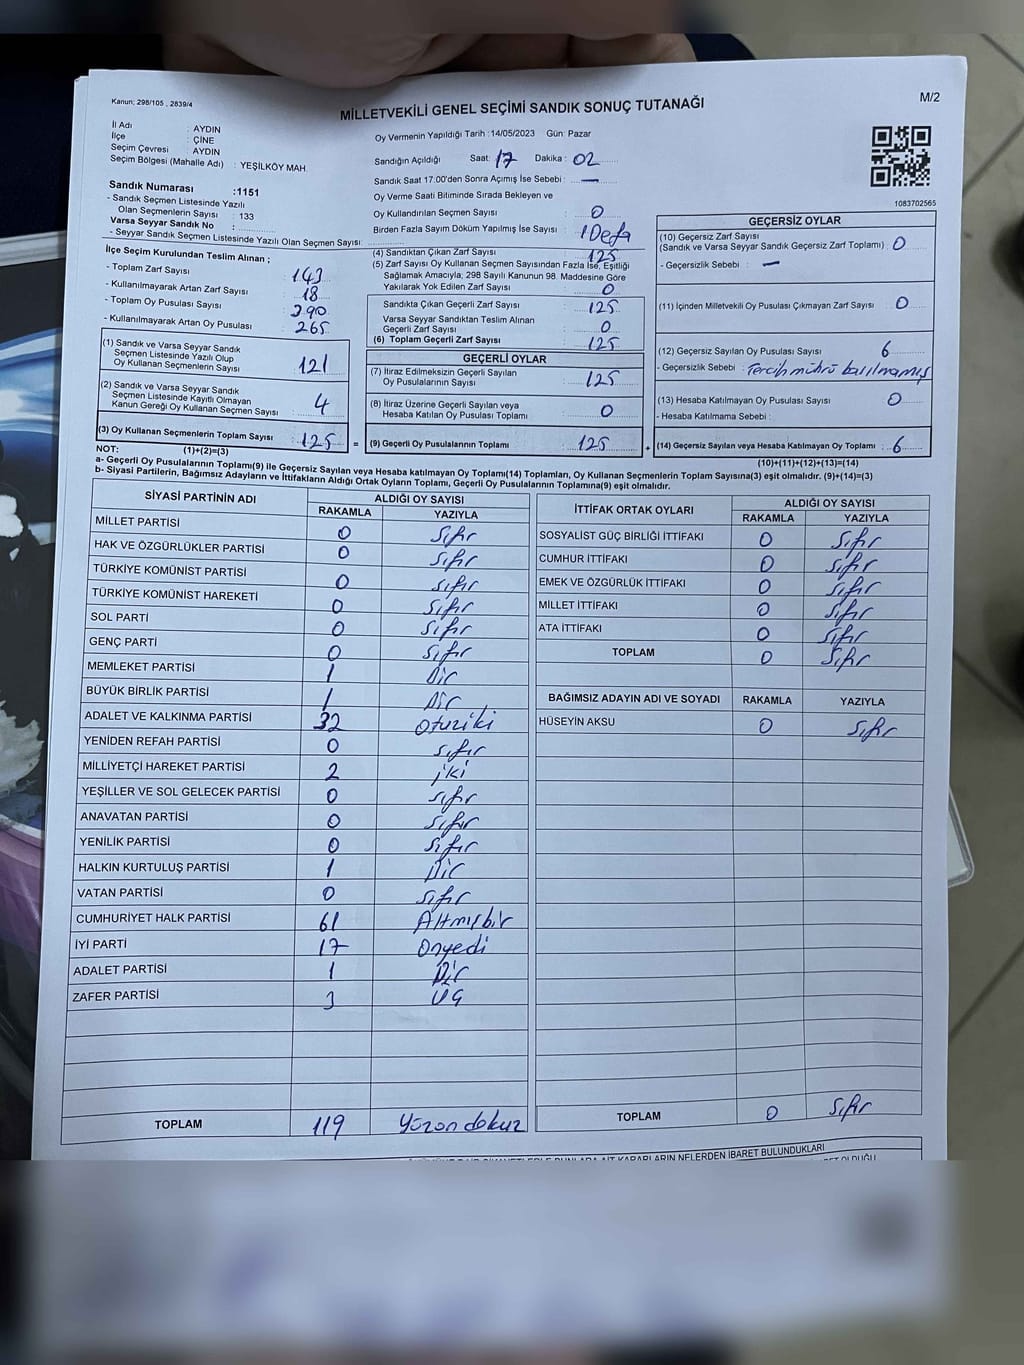 Kanun: 298/105 , 2839/4
MİLLETVEKİLİ GENEL SEÇİMİ SANDIK SONUÇ TUTANAĞI
M/2
İl Adı : AYDIN
İlçe : ÇİNE
Seçim Çevresi : AYDIN
Seçim Bölgesi (Mahalle Adı) : YEŞİLKÖY MAH.
Sandık Numarası :1151
- Sandık Seçmen Listesinde Yazılı
Olan Seçmenlerin Sayısı : 133
Varsa Seyyar Sandık No :
- Seyyar Sandık Seçmen Listesinde Yazılı Olan Seçmen Sayısı:
Oy Vermenin Yapıldığı Tarih :14/05/2023 Gün: Pazar
Sandığın Açıldığı Saat: 17 Dakika: 02
Sandık Saat 17:00'den Sonra Açımış İse Sebebi : —
Oy Verme Saati Bitiminde Sırada Bekleyen ve
Oy Kullandırılan Seçmen Sayısı : 0
Birden Fazla Sayım Döküm Yapılmış İse Sayısı : 1 Defa
1083702565
İlçe Seçim Kurulundan Teslim Alınan ;
- Toplam Zarf Sayısı : 143
- Kullanılmayarak Artan Zarf Sayısı : 18
- Toplam Oy Pusulası Sayısı : 390
- Kullanılmayarak Artan Oy Pusulası : 265
(1) Sandık ve Varsa Seyyar Sandık
Seçmen Listesinde Yazılı Olup
Oy Kullanan Seçmenlerin Sayısı : 121
(2) Sandık ve Varsa Seyyar Sandık
Seçmen Listesinde Kayıtlı Olmayan
Kanun Gereği Oy Kullanan Seçmen Sayısı : 4
(3) Oy Kullanan Seçmenlerin Toplam Sayısı : 125 =
(1)+(2)=(3)
(4) Sandıktan Çıkan Zarf Sayısı : 125
(5) Zarf Sayısı Oy Kullanan Seçmen Sayısından Fazla İse, Eşitliği
Sağlamak Amacıyla, 298 Sayılı Kanunun 98. Maddesine Göre
Yakılarak Yok Edilen Zarf Sayısı : 0
Sandıkta Çıkan Geçerli Zarf Sayısı : 125
Varsa Seyyar Sandıktan Teslim Alınan
Geçerli Zarf Sayısı : 0
(6) Toplam Geçerli Zarf Sayısı : 125
GEÇERLİ OYLAR
(7) İtiraz Edilmeksizin Geçerli Sayılan
Oy Pusulalarının Sayısı : 125
(8) İtiraz Üzerine Geçerli Sayılan veya
Hesaba Katılan Oy Pusulası Toplamı : 0
(9) Geçerli Oy Pusulalarının Toplamı : 125 +
GEÇERSİZ OYLAR
(10) Geçersiz Zarf Sayısı
(Sandık ve Varsa Seyyar Sandık Geçersiz Zarf Toplamı) : 0
- Geçersizlik Sebebi : —
(11) İçinden Milletvekili Oy Pusulası Çıkmayan Zarf Sayısı : 0
(12) Geçersiz Sayılan Oy Pusulası Sayısı : 6
- Geçersizlik Sebebi : Tercih mührü basılmamış
(13) Hesaba Katılmayan Oy Pusulası Sayısı : 0
- Hesaba Katılmama Sebebi :
(14) Geçersiz Sayılan veya Hesaba Katılmayan Oy Toplamı : 6
(10)+(11)+(12)+(13)=(14)
NOT:
a- Geçerli Oy Pusulalarının Toplamı(9) ile Geçersiz Sayılan veya Hesaba katılmayan Oy Toplamı(14) Toplamları, Oy Kullanan Seçmenlerin Toplam Sayısına(3) eşit olmalıdır. (9)+(14)=(3)
b- Siyasi Partilerin, Bağımsız Adayların ve İttifakların Aldığı Ortak Oyların Toplamı, Geçerli Oy Pusulalarının Toplamına(9) eşit olmalıdır.
SİYASİ PARTİNİN ADI ALDIĞI OY SAYISI
RAKAMLA YAZIYLA
MİLLET PARTİSİ 0 Sıfır
HAK VE ÖZGÜRLÜKLER PARTİSİ 0 Sıfır
TÜRKİYE KOMÜNİST PARTİSİ 0 Sıfır
TÜRKİYE KOMÜNİST HAREKETİ 0 Sıfır
SOL PARTİ 0 Sıfır
GENÇ PARTİ 0 Sıfır
MEMLEKET PARTİSİ 1 Bir
BÜYÜK BİRLİK PARTİSİ 1 Bir
ADALET VE KALKINMA PARTİSİ 32 Otuziki
YENİDEN REFAH PARTİSİ 0 Sıfır
MİLLİYETÇİ HAREKET PARTİSİ 2 iki
YEŞİLLER VE SOL GELECEK PARTİSİ 0 Sıfır
ANAVATAN PARTİSİ 0 Sıfır
YENİLİK PARTİSİ 0 Sıfır
HALKIN KURTULUŞ PARTİSİ 1 Bir
VATAN PARTİSİ 0 Sıfır
CUMHURİYET HALK PARTİSİ 61 Altmışbir
İYİ PARTİ 17 Onyedi
ADALET PARTİSİ 1 Bir
ZAFER PARTİSİ 3 Üç
TOPLAM 119 Yüzon dokuz
İTTİFAK ORTAK OYLARI ALDIĞI OY SAYISI
RAKAMLA YAZIYLA
SOSYALİST GÜÇ BİRLİĞİ İTTİFAKI 0 Sıfır
CUMHUR İTTİFAKI 0 Sıfır
EMEK VE ÖZGÜRLÜK İTTİFAKI 0 Sıfır
MİLLET İTTİFAKI 0 Sıfır
ATA İTTİFAKI 0 Sıfır
TOPLAM 0 Sıfır
BAĞIMSIZ ADAYIN ADI VE SOYADI RAKAMLA YAZIYLA
HÜSEYİN AKSU 0 Sıfır
TOPLAM 0 Sıfır
KARARLARIN NELERDEN İBARET BULUNDUKLARI